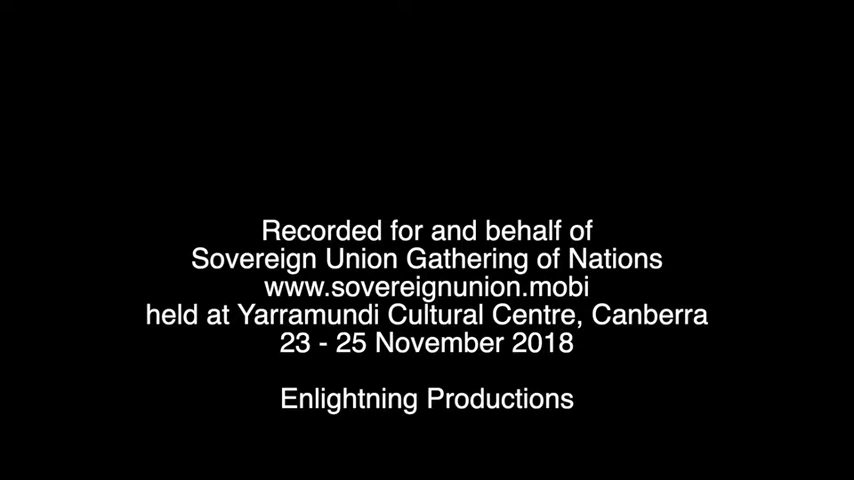 Recorded for and behalf of
Sovereign Union Gathering of Nations
www.sovereignunion.mobi
held at Yarramundi Cultural Centre, Canberra
23 - 25 November 2018
Enlightning Productions